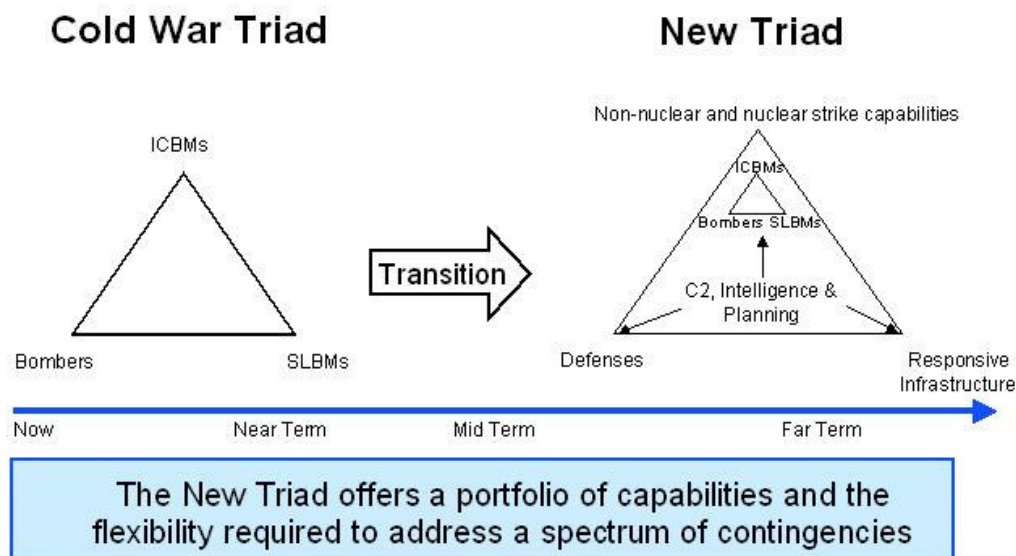 Cold War Triad
New Triad
ICBMs
Bombers
SLBMs
Transition
Non-nuclear and nuclear strike capabilities
ICBMs
Bombers SLBMs
C2, Intelligence &
Planning
Defenses
Responsive
Infrastructure
Now
Near Term
Mid Term
Far Term
The New Triad offers a portfolio of capabilities and the
flexibility required to address a spectrum of contingencies